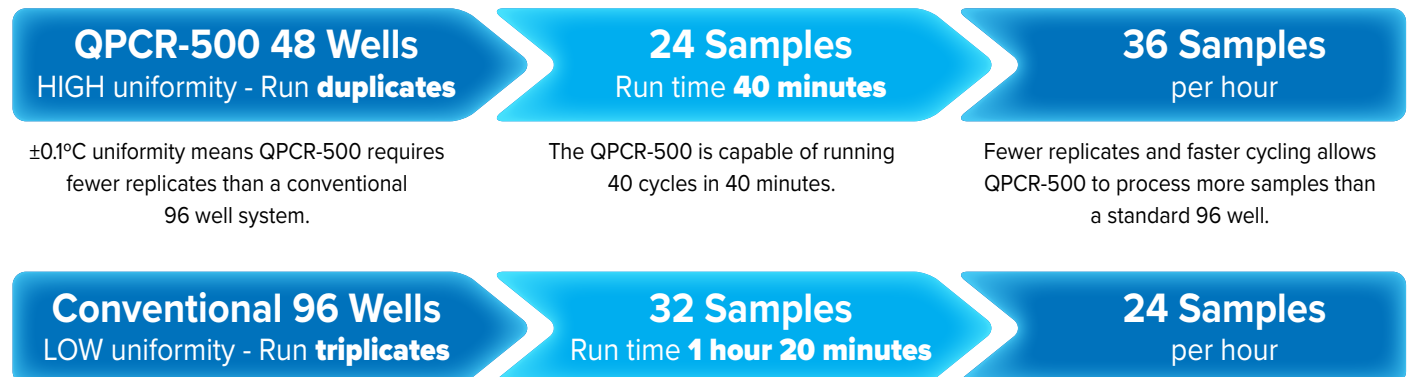 QPCR-500 48 Wells
HIGH uniformity - Run duplicates
24 Samples
Run time 40 minutes
36 Samples
per hour
±0.1ºC uniformity means QPCR-500 requires
fewer replicates than a conventional
96 well system.
The QPCR-500 is capable of running
40 cycles in 40 minutes.
Fewer replicates and faster cycling allows
QPCR-500 to process more samples than
a standard 96 well.
Conventional 96 Wells
LOW uniformity - Run triplicates
32 Samples
Run time 1 hour 20 minutes
24 Samples
per hour